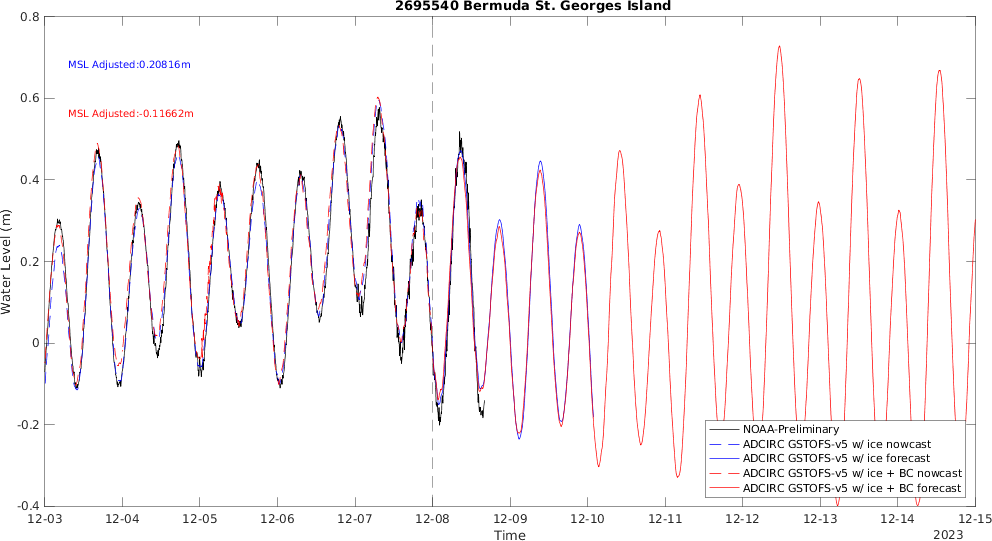 2695540 Bermuda St. Georges Island
0.8
MSL Adjusted:0.20816m
0.6
MSL Adjusted:-0.11662m
0.4
Water Level (m)
0.2
0
-0.2
NOAA-Preliminary
ADCIRC GSTOFS-v5 w/ ice nowcast
ADCIRC GSTOFS-v5 w/ ice forecast
ADCIRC GSTOFS-v5 w/ ice + BC nowcast
ADCIRC GSTOFS-v5 w/ ice + BC forecast
-0.4
12-03 12-04 12-05 12-06 12-07 12-08 12-09 12-10 12-11 12-12 12-13 12-14 12-15
Time
2023